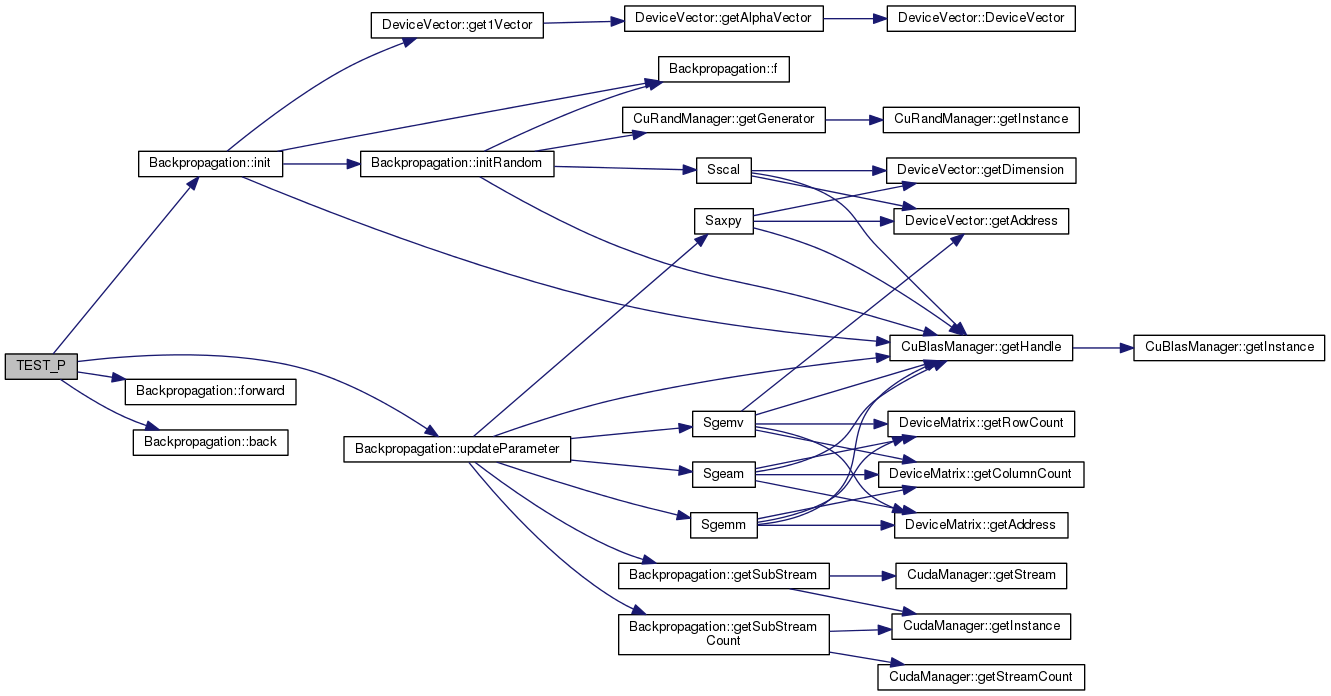 DeviceVector::get1Vector
DeviceVector::getAlphaVector
DeviceVector::DeviceVector
Backpropagation::f
CuRandManager::getGenerator
CuRandManager::getInstance
Backpropagation::init
Backpropagation::initRandom
Sscal
DeviceVector::getDimension
Saxpy
DeviceVector::getAddress
CuBlasManager::getHandle
CuBlasManager::getInstance
TEST_P
Backpropagation::forward
Backpropagation::back
Sgemv
DeviceMatrix::getRowCount
Backpropagation::updateParameter
Sgeam
DeviceMatrix::getColumnCount
Sgemm
DeviceMatrix::getAddress
Backpropagation::getSubStream
CudaManager::getStream
Backpropagation::getSubStream
Count
CudaManager::getInstance
CudaManager::getStreamCount